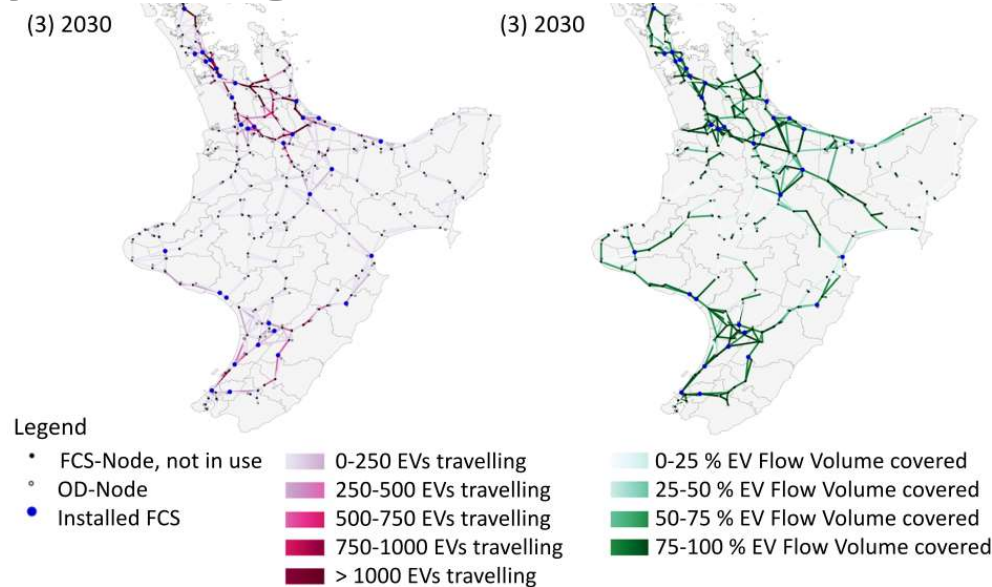 (3) 2030
(3) 2030
Legend
FCS-Node, not in use
OD-Node
Installed FCS
0-250 EVs travelling
250-500 EVs travelling
500-750 EVs travelling
750-1000 EVs travelling
> 1000 EVs travelling
0-25 % EV Flow Volume covered
25-50 % EV Flow Volume covered
50-75 % EV Flow Volume covered
75-100 % EV Flow Volume covered